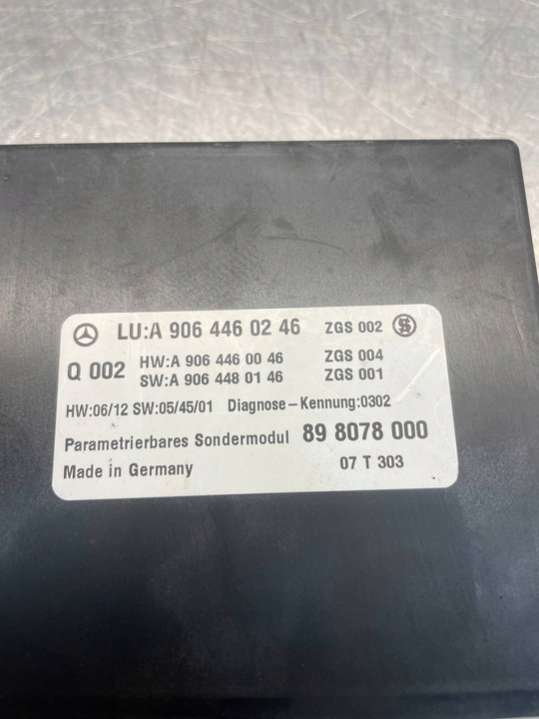 LU:A 906 446 02 46 ZGS 002
Q 002 HW:A 906 446 00 46 ZGS 004
SW:A 906 448 01 46 ZGS 001
HW:06/12 SW:05/45/01 Diagnose-Kennung:0302
Parametrierbares Sondermodul 89 8078 000
Made in Germany 07 T 303